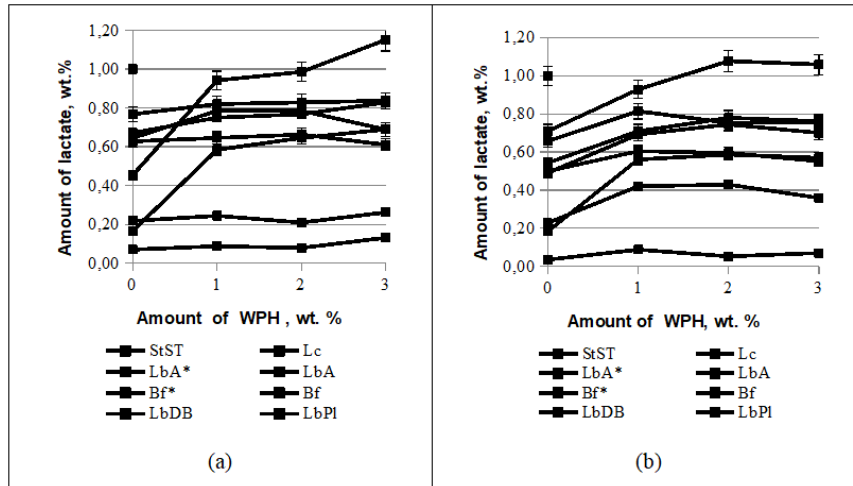 1,20
1,00
0,80
0,60
0,40
0,20
0,00
Amount of lactate, wt.%
0 1 2 3
Amount of WPH , wt. %
StST Lc
LbA* LbA
Bf* Bf
LbDB LbPl
(a)
1,20
1,00
0,80
0,60
0,40
0,20
0,00
Amount of lactate, wt.%
0 1 2 3
Amount of WPH, wt. %
StST Lc
LbA* LbA
Bf* Bf
LbDB LbPl
(b)